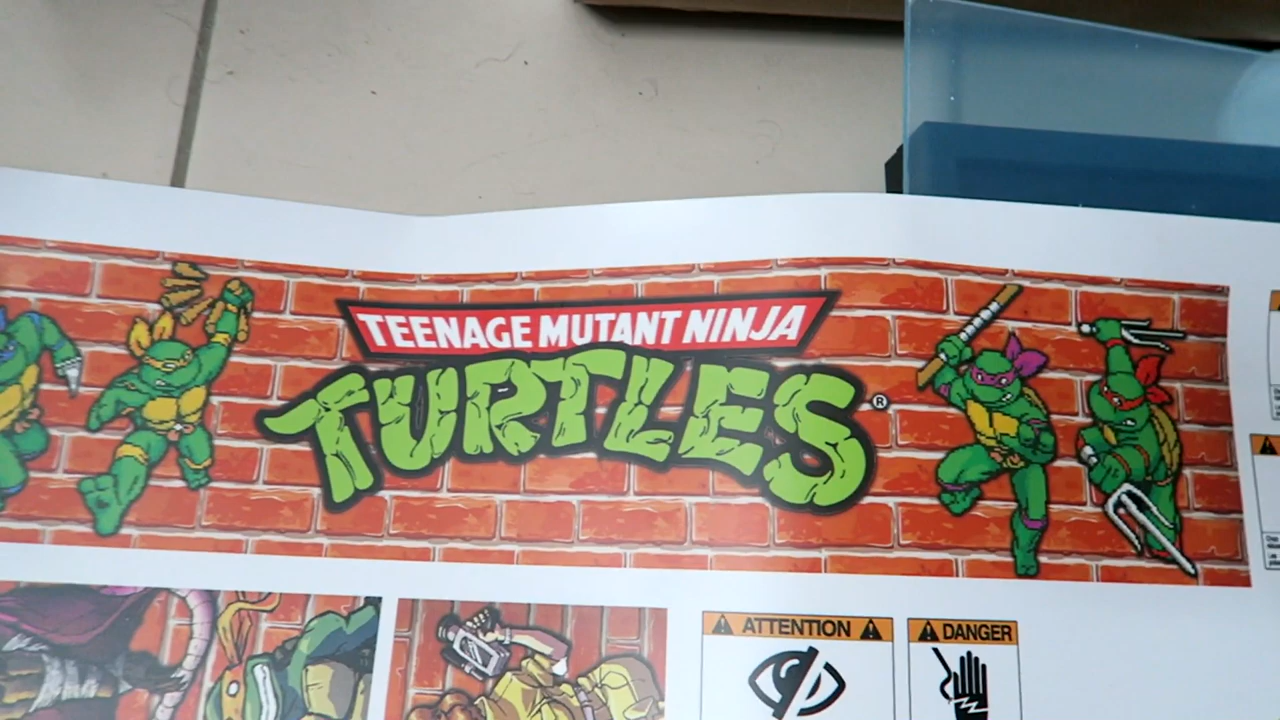 TEENAGE MUTANT NINJA
TURTLES®
ATTENTION
DANGER